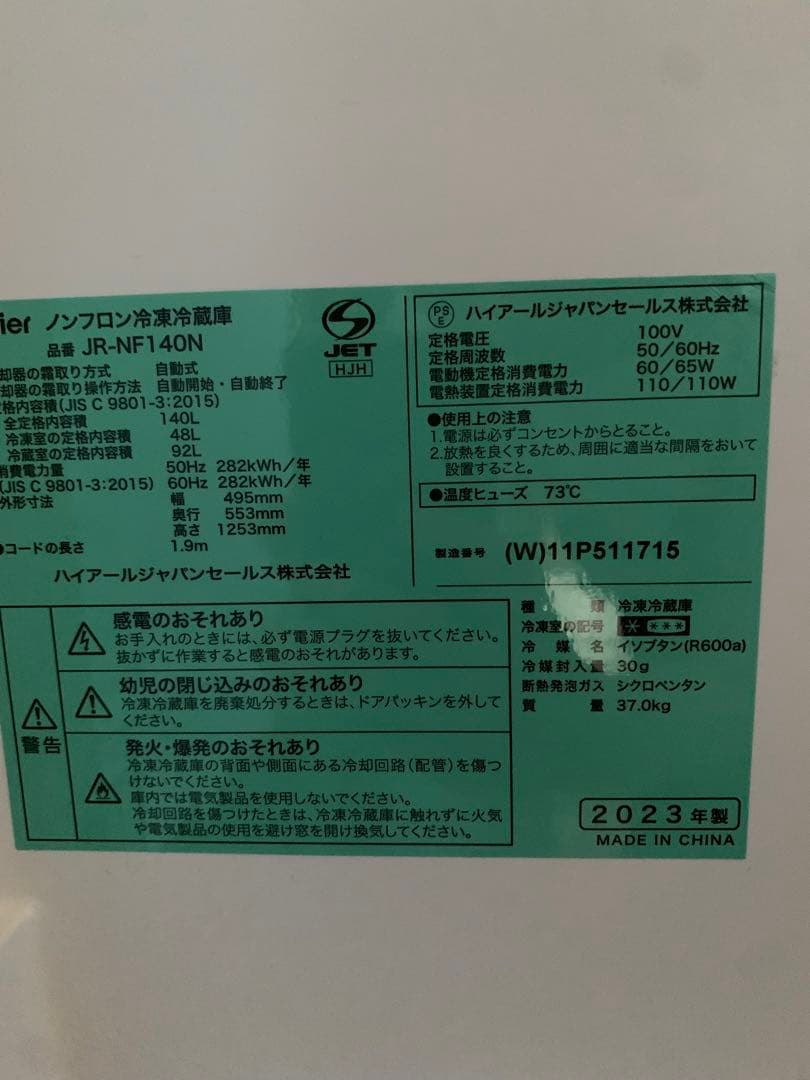 ier ノンフロン冷凍冷蔵庫
品番 JR-NF140N
JET
HJH
却器の霜取り方式 自動式
却器の霜取り操作方法 自動開始・自動終了
格内容積(JIS C 9801-3:2015)
全定格内容積 140L
冷凍室の定格内容積 48L
冷蔵室の定格内容積 92L
消費電力量 50Hz 282kWh/年
(JIS C 9801-3:2015) 60Hz 282kWh/年
外形寸法 幅 495mm
奥行 553mm
高さ 1253mm
コードの長さ 1.9m
ハイアールジャパンセールス株式会社
PSE ハイアールジャパンセールス株式会社
定格電圧 100V
定格周波数 50/60Hz
電動機定格消費電力 60/65W
電熱装置定格消費電力 110/110W
●使用上の注意
1.電源は必ずコンセントからとること。
2.放熱を良くするため、周囲に適当な間隔をおいて
設置すること。
●温度ヒューズ 73℃
製造番号 (W)11P511715
警告
感電のおそれあり
お手入れのときには、必ず電源プラグを抜いてください。
抜かずに作業すると感電のおそれがあります。
幼児の閉じ込みのおそれあり
冷凍冷蔵庫を廃棄処分するときは、ドアパッキンを外して
ください。
発火・爆発のおそれあり
冷凍冷蔵庫の背面や側面にある冷却回路(配管)を傷つ
けないでください。
庫内では電気製品を使用しないでください。
冷却回路を傷つけたときは、冷凍冷蔵庫に触れずに火気
や電気製品の使用を避け窓を開け換気してください。
種類 冷凍冷蔵庫
冷凍室の記号 * ***
冷媒名 イソブタン(R600a)
冷媒封入量 30g
断熱発泡ガス シクロペンタン
質量 37.0kg
2023年製
MADE IN CHINA